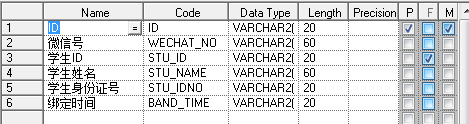 Name Code Data Type Length Precision P F M
1 ID = ID VARCHAR2( 20
2 微信号 WECHAT_NO VARCHAR2( 60
3 学生ID STU_ID VARCHAR2( 20
4 学生姓名 STU_NAME VARCHAR2( 60
5 学生身份证号 STU_IDNO VARCHAR2( 20
6 绑定时间 BAND_TIME VARCHAR2( 20